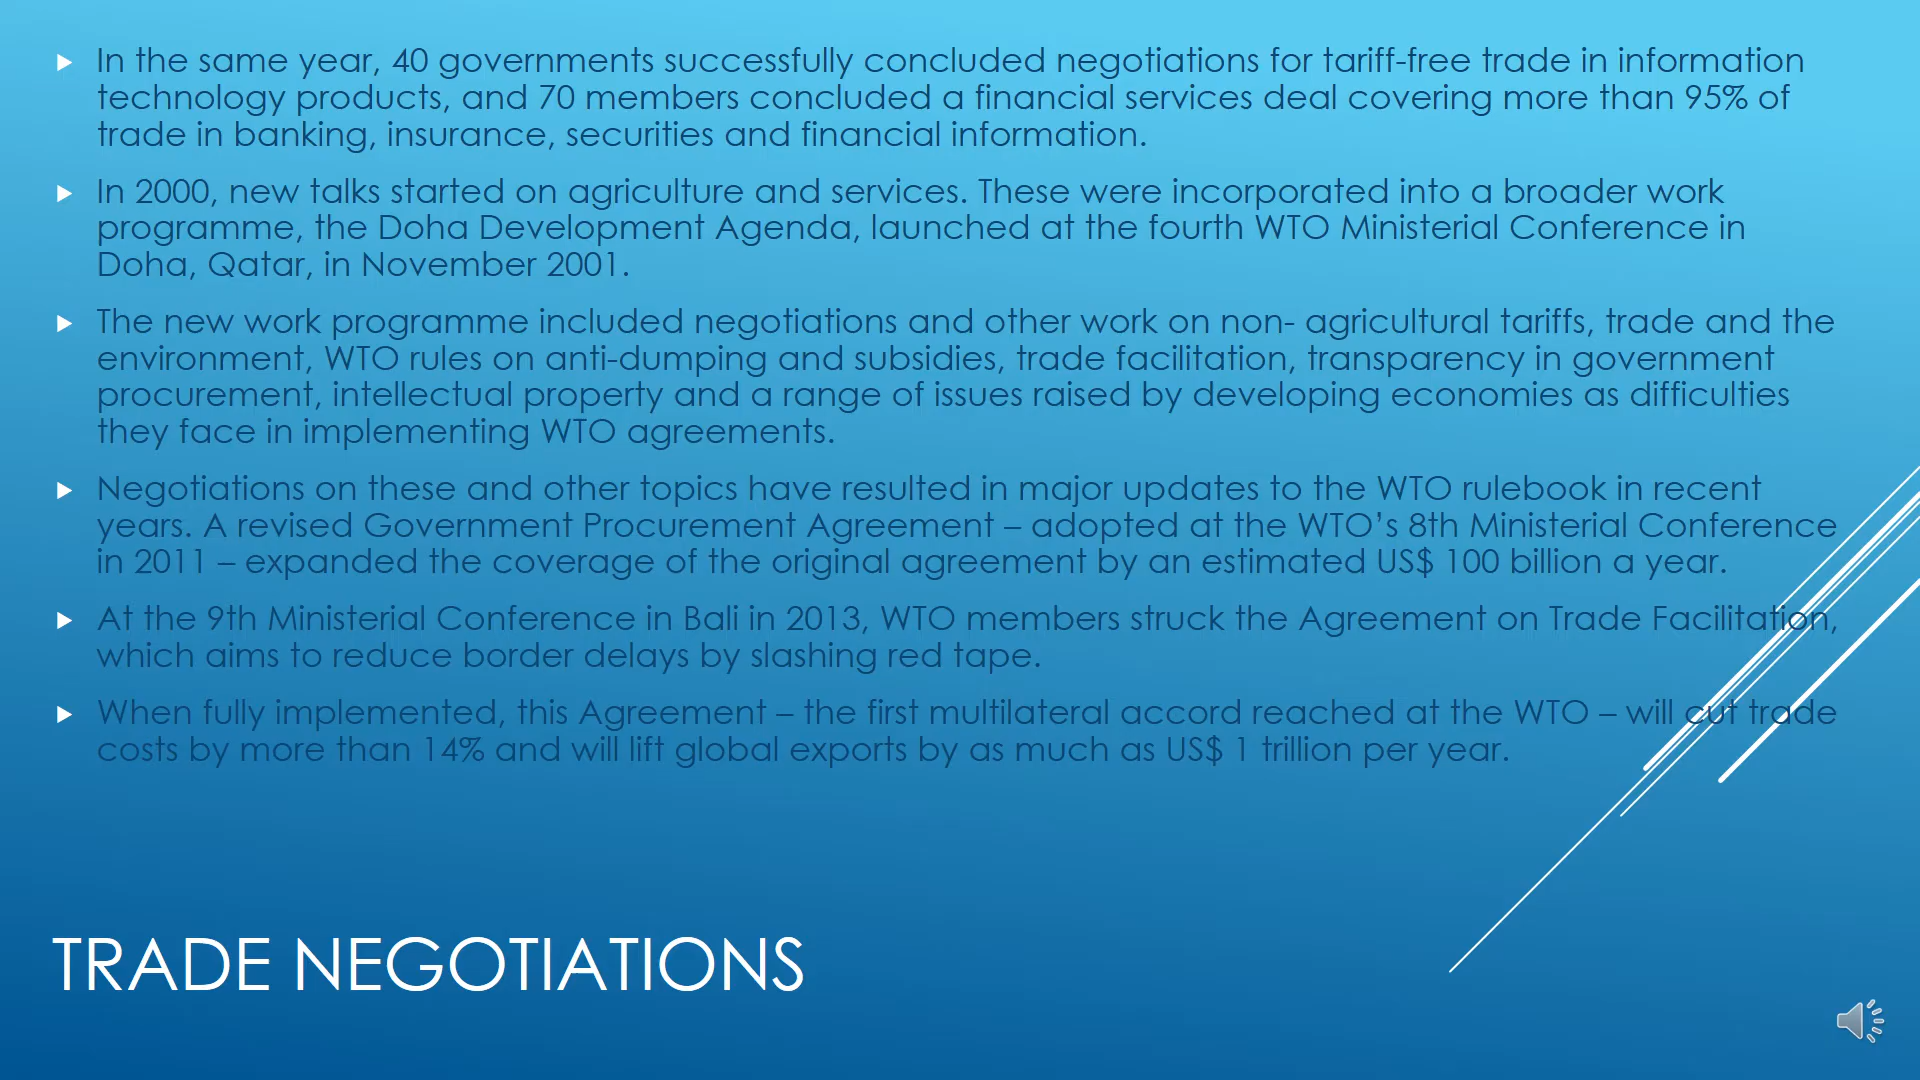 In the same year, 40 governments successfully concluded negotiations for tariff-free trade in information
technology products, and 70 members concluded a financial services deal covering more than 95% of
trade in banking, insurance, securities and financial information.
In 2000, new talks started on agriculture and services. These were incorporated into a broader work
programme, the Doha Development Agenda, launched at the fourth WTO Ministerial Conference in
Doha, Qatar, in November 2001.
The new work programme included negotiations and other work on non- agricultural tariffs, trade and the
environment, WTO rules on anti-dumping and subsidies, trade facilitation, transparency in government
procurement, intellectual property and a range of issues raised by developing economies as difficulties
they face in implementing WTO agreements.
Negotiations on these and other topics have resulted in major updates to the WTO rulebook in recent
years. A revised Government Procurement Agreement – adopted at the WTO’s 8th Ministerial Conference
in 2011 – expanded the coverage of the original agreement by an estimated US$ 100 billion a year.
At the 9th Ministerial Conference in Bali in 2013, WTO members struck the Agreement on Trade Facilitation,
which aims to reduce border delays by slashing red tape.
When fully implemented, this Agreement – the first multilateral accord reached at the WTO – will cut trade
costs by more than 14% and will lift global exports by as much as US$ 1 trillion per year.
TRADE NEGOTIATIONS